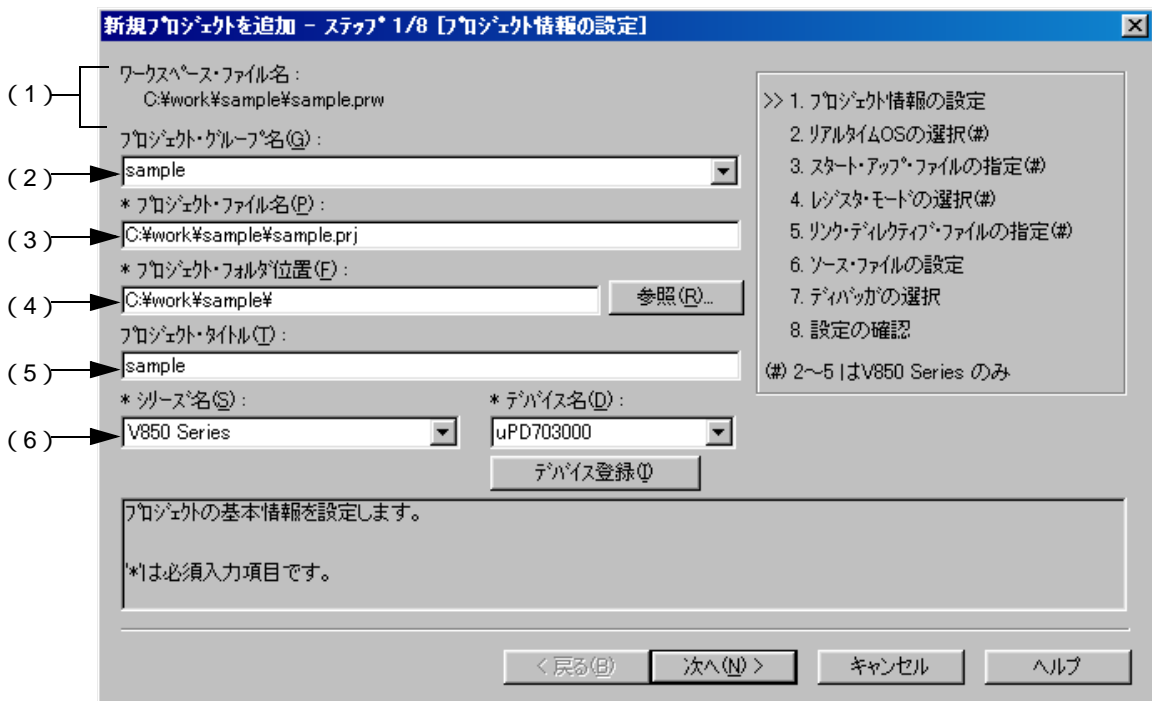 新規ﾌﾟﾛｼﾞｪｸﾄを追加 - ｽﾃｯﾌﾟ 1/8 [ﾌﾟﾛｼﾞｪｸﾄ情報の設定]
(1)
ﾜｰｸｽﾍﾟｰｽ･ﾌｧｲﾙ名 :
C:¥work¥sample¥sample.prw
ﾌﾟﾛｼﾞｪｸﾄ･ｸﾞﾙｰﾌﾟ名(G) :
(2)
sample
* ﾌﾟﾛｼﾞｪｸﾄ･ﾌｧｲﾙ名(P) :
(3)
C:¥work¥sample¥sample.prj
* ﾌﾟﾛｼﾞｪｸﾄ･ﾌｫﾙﾀﾞ位置(F) :
(4)
C:¥work¥sample¥
参照(R)...
ﾌﾟﾛｼﾞｪｸﾄ･ﾀｲﾄﾙ(T) :
(5)
sample
* ｼﾘｰｽﾞ名(S) :
* ﾃﾞﾊﾞｲｽ名(D) :
(6)
V850 Series
uPD703000
ﾃﾞﾊﾞｲｽ登録(I)
>> 1. ﾌﾟﾛｼﾞｪｸﾄ情報の設定
2. ﾘｱﾙﾀｲﾑOSの選択(#)
3. ｽﾀｰﾄ･ｱｯﾌﾟ･ﾌｧｲﾙの指定(#)
4. ﾚｼﾞｽﾀ･ﾓｰﾄﾞの選択(#)
5. ﾘﾝｸ･ﾃﾞｨﾚｸﾃｨﾌﾞ･ﾌｧｲﾙの指定(#)
6. ｿｰｽ･ﾌｧｲﾙの設定
7. ﾃﾞｨﾊﾞｯｶﾞの選択
8. 設定の確認
(#) 2～5 はV850 Series のみ
ﾌﾟﾛｼﾞｪｸﾄの基本情報を設定します。
'*'は必須入力項目です。
< 戻る(B)
次へ(N) >
キャンセル
ヘルプ